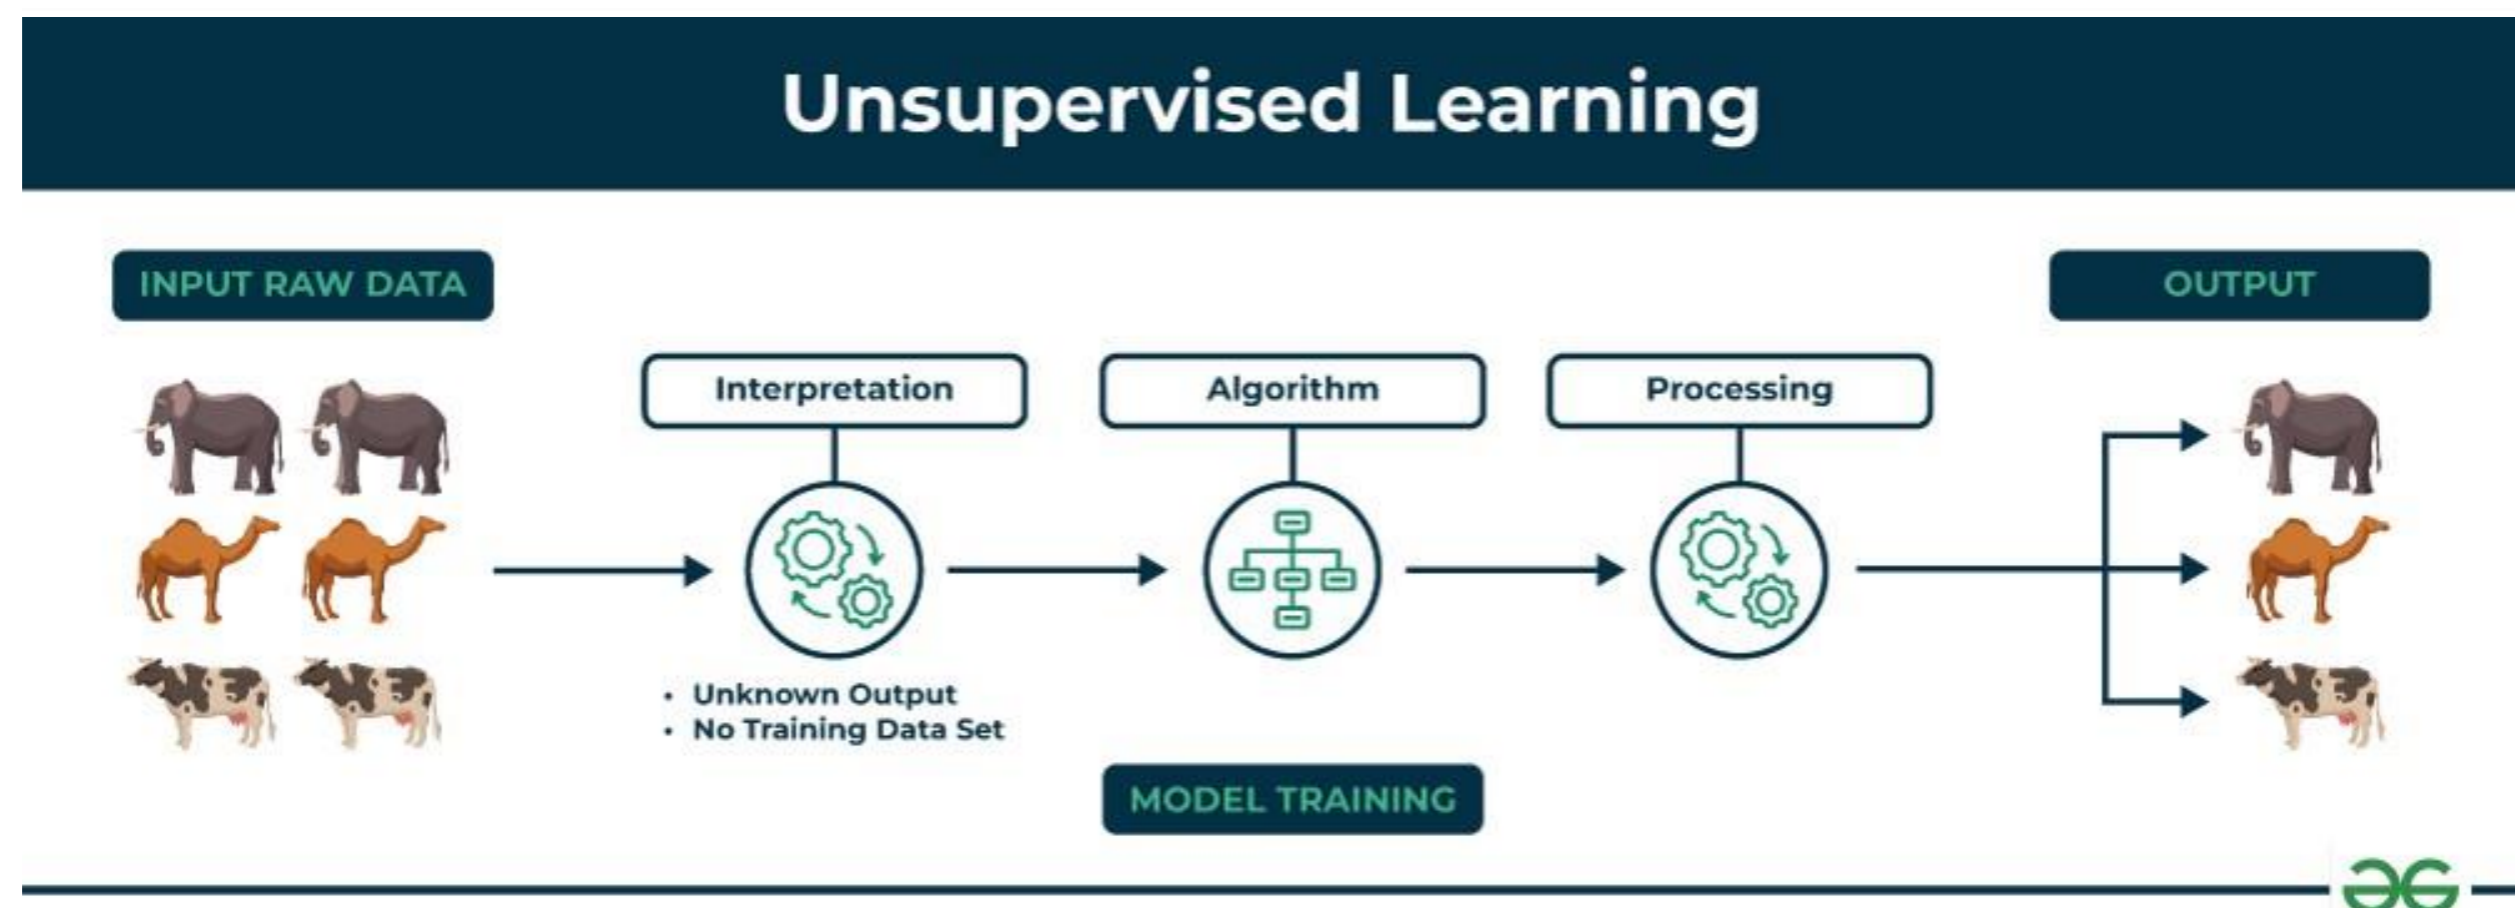 Unsupervised Learning
INPUT RAW DATA
OUTPUT
Interpretation
Algorithm
Processing
• Unknown Output
• No Training Data Set
MODEL TRAINING